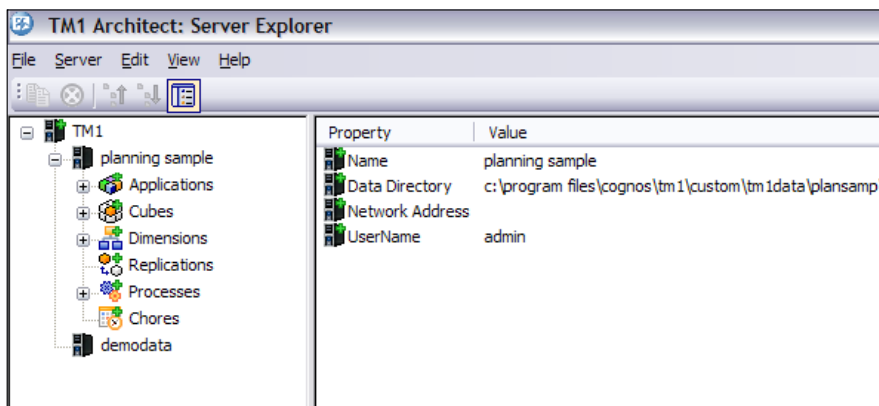 TM1 Architect: Server Explorer
File Server Edit View Help
TM1
planning sample
Applications
Cubes
Dimensions
Replications
Processes
Chores
demodata
Property Value
Name planning sample
Data Directory c:\program files\cognos\tm1\custom\tm1data\plansamp
Network Address
UserName admin